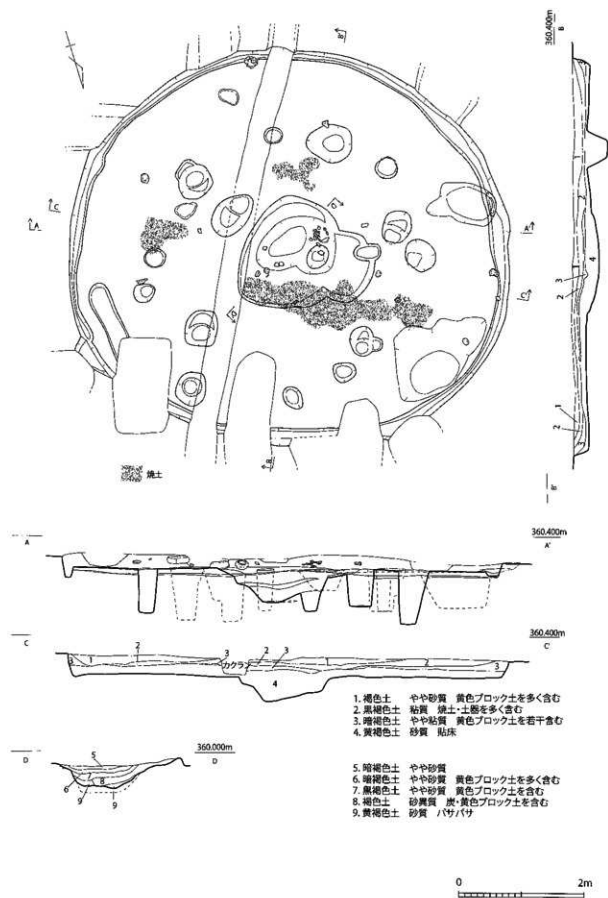 360.400m
B
B'
C
A
A'
C'
D
D'
4
3
2
1
2
B
B'
焼土
A
360.400m
A'
C
360.400m
C'
3
1
2
3
カクラン
2
3
2
3
4
1. 褐色土 やや砂質 黄色ブロック土を多く含む
2. 黒褐色土 粘質 焼土・土器を多く含む
3. 暗褐色土 やや粘質 黄色ブロック土を若干含む
4. 黄褐色土 砂質 貼床
D
360.000m
D'
5
6
7
8
9
9
5. 暗褐色土 やや砂質
6. 暗褐色土 やや砂質 黄色ブロック土を多く含む
7. 黒褐色土 やや砂質 黄色ブロック土を含む
8. 褐色土 砂異質 炭・黄色ブロック土を含む
9. 黄褐色土 砂質 バサバサ
0 2m